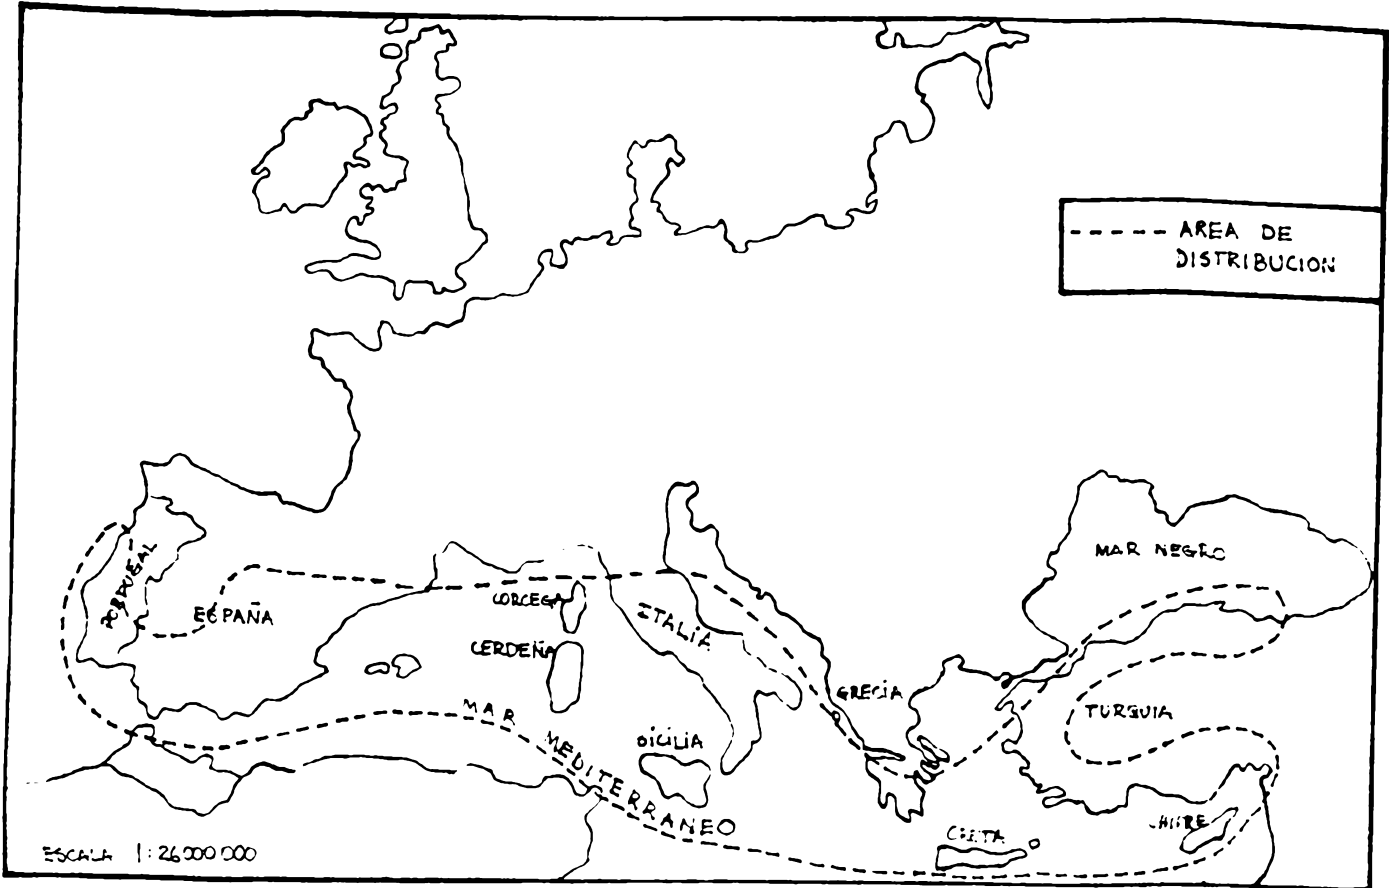 AREA DE
DISTRIBUCION
MAR NEGRO
PORTUGAL
ESPAÑA
CORCEGA
ITALIA
CERDEÑA
GRECIA
MAR
TURQUIA
MEDITERRANEO
SICILIA
CRETA
ESCALA 1:26000000